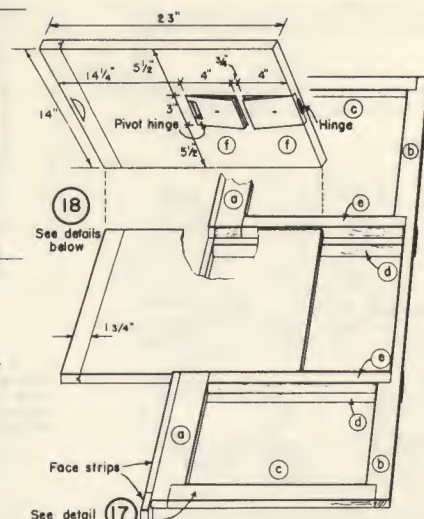 23"
14 1/4"
5 1/2"
4"
3/4"
4"
3"
14"
Pivot hinge
Hinge
f
f
5 1/2"
c
b
a
e
18
See details
below
d
1 3/4"
e
a
d
c
b
Face strips
See detail 17